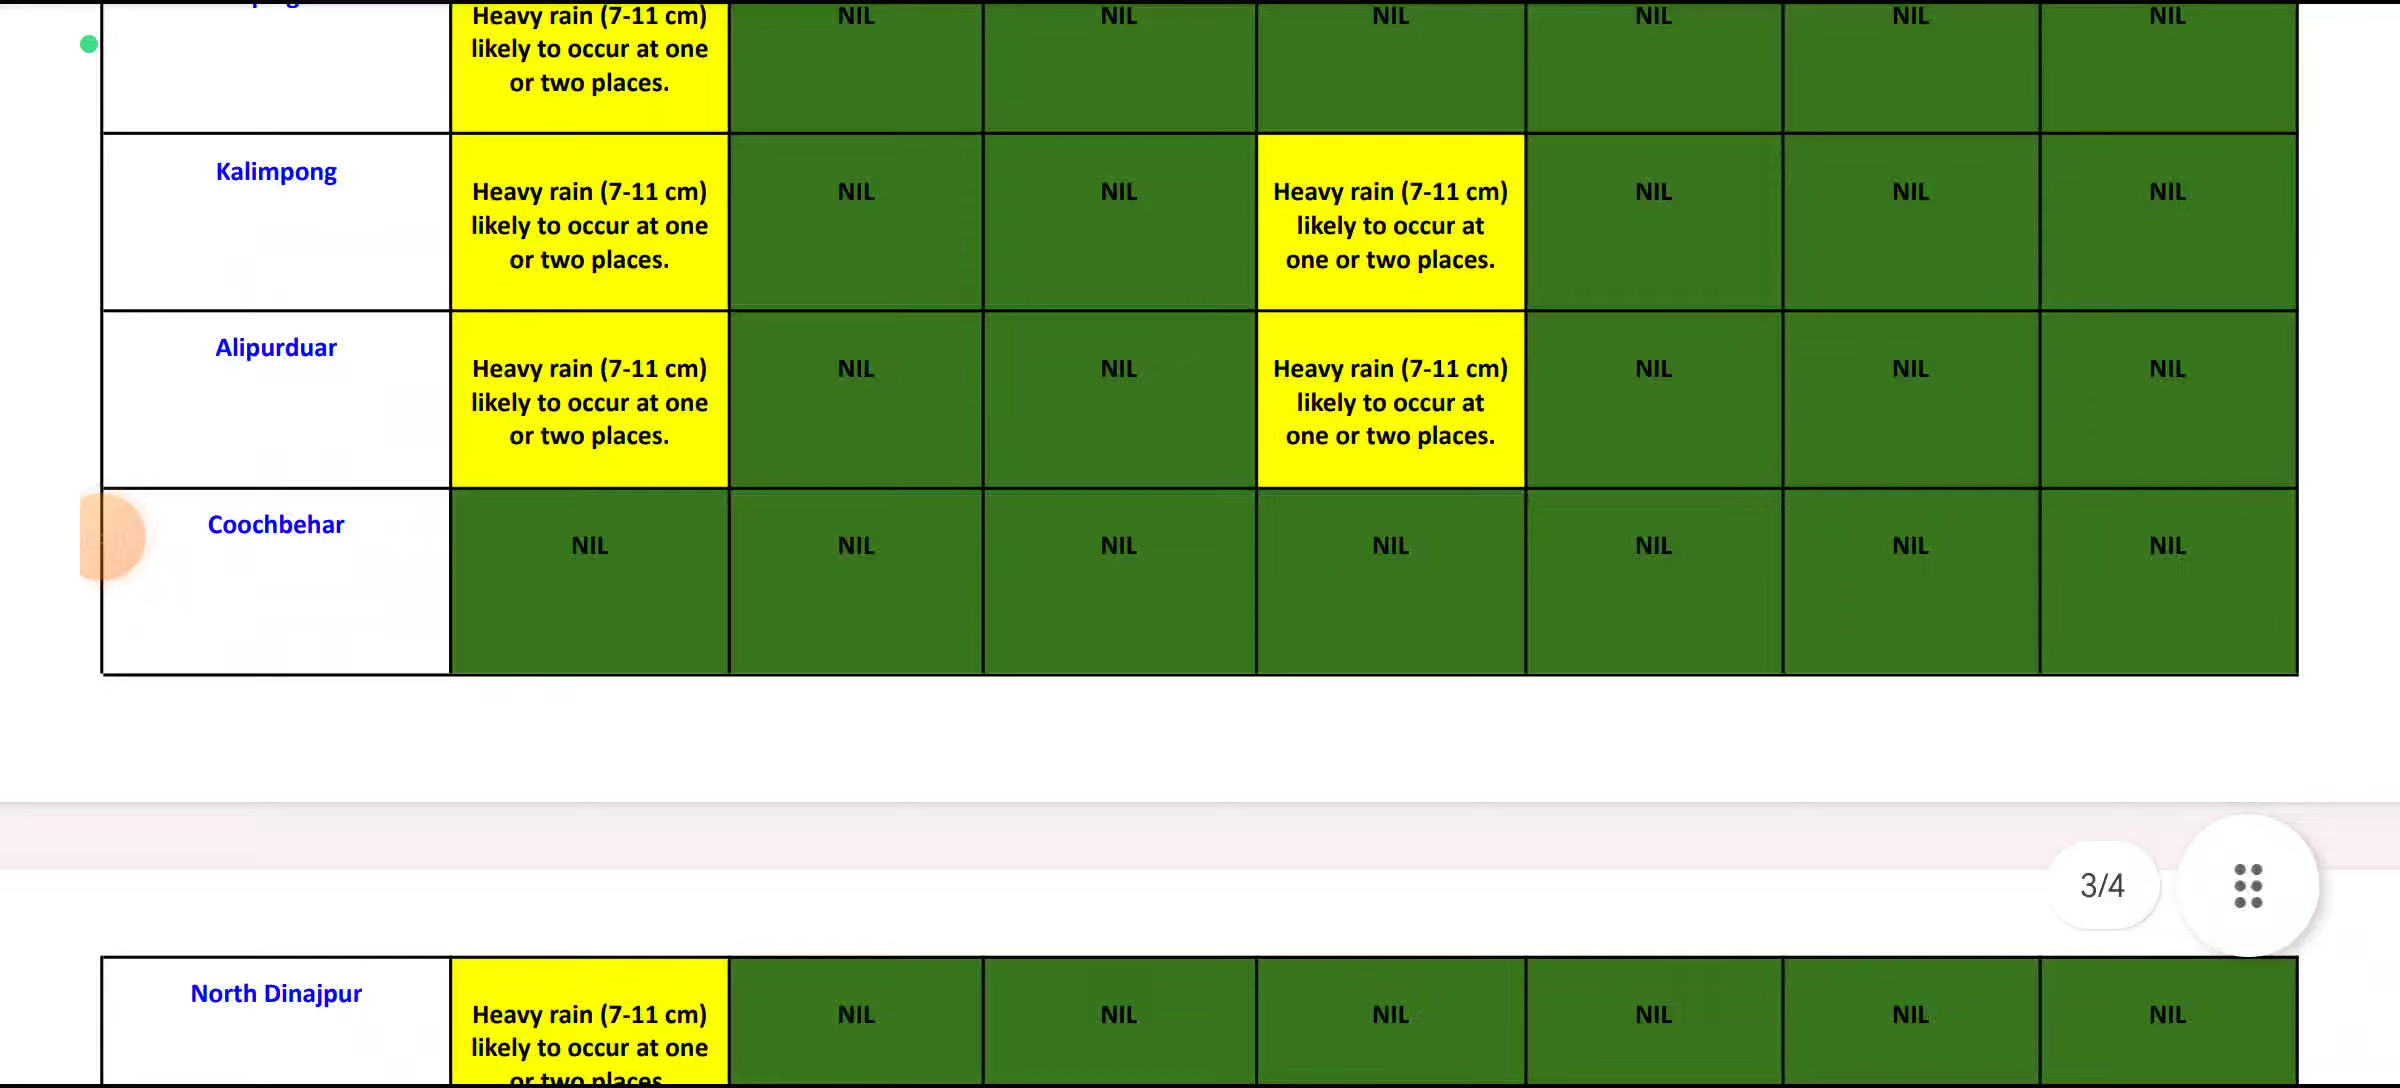 Heavy rain (7-11 cm)
likely to occur at one
or two places.
NIL
NIL
NIL
NIL
NIL
NIL
Kalimpong
Heavy rain (7-11 cm)
likely to occur at one
or two places.
NIL
NIL
Heavy rain (7-11 cm)
likely to occur at
one or two places.
NIL
NIL
NIL
Alipurduar
Heavy rain (7-11 cm)
likely to occur at one
or two places.
NIL
NIL
Heavy rain (7-11 cm)
likely to occur at
one or two places.
NIL
NIL
NIL
Coochbehar
NIL
NIL
NIL
NIL
NIL
NIL
NIL
3/4
North Dinajpur
Heavy rain (7-11 cm)
likely to occur at one
or two places
NIL
NIL
NIL
NIL
NIL
NIL